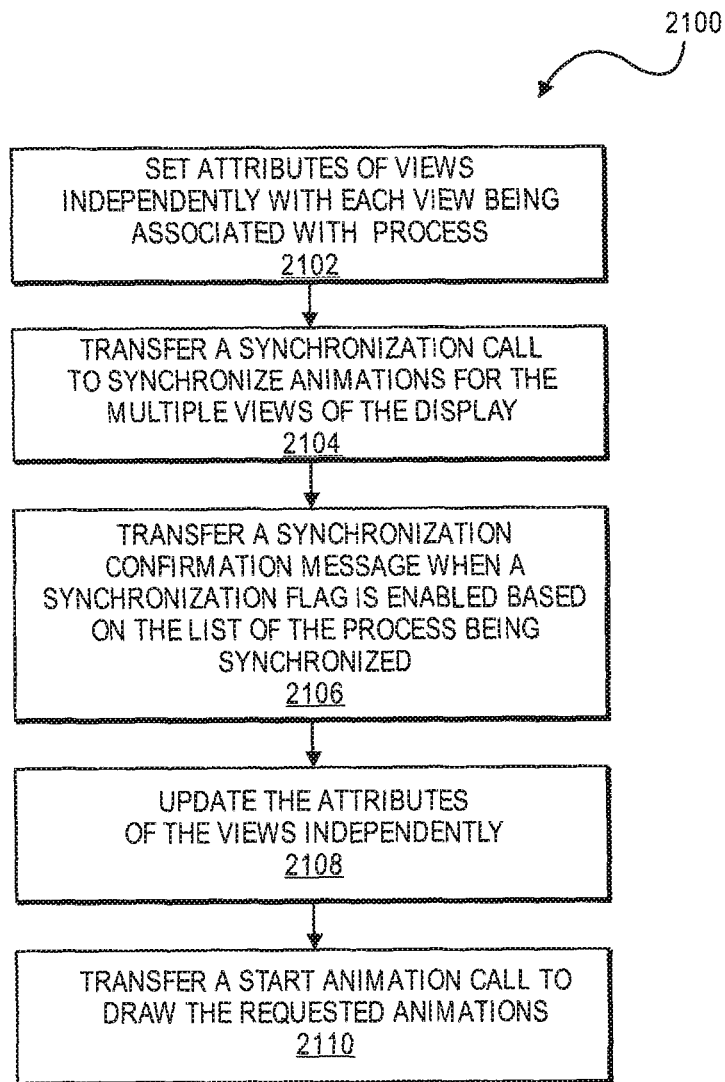 2100
SET ATTRIBUTES OF VIEWS
INDEPENDENTLY WITH EACH VIEW BEING
ASSOCIATED WITH PROCESS
2102
TRANSFER A SYNCHRONIZATION CALL
TO SYNCHRONIZE ANIMATIONS FOR THE
MULTIPLE VIEWS OF THE DISPLAY
2104
TRANSFER A SYNCHRONIZATION
CONFIRMATION MESSAGE WHEN A
SYNCHRONIZATION FLAG IS ENABLED BASED
ON THE LIST OF THE PROCESS BEING
SYNCHRONIZED
2106
UPDATE THE ATTRIBUTES
OF THE VIEWS INDEPENDENTLY
2108
TRANSFER A START ANIMATION CALL TO
DRAW THE REQUESTED ANIMATIONS
2110